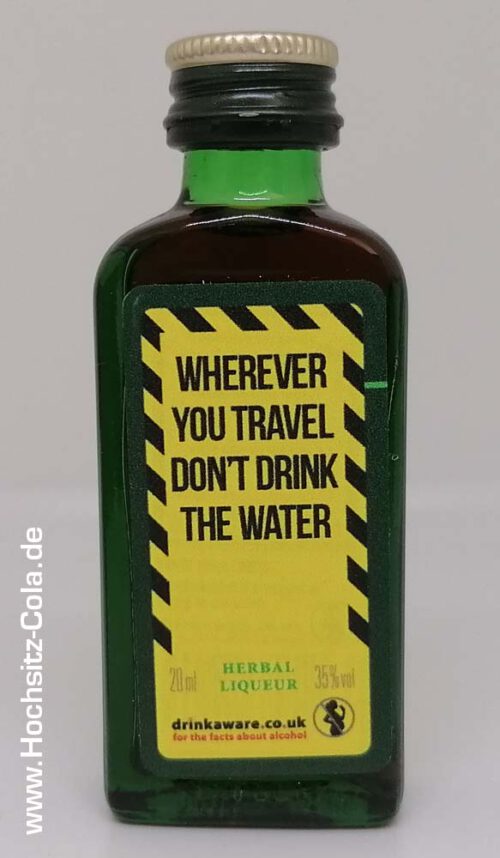 WHEREVER
YOU TRAVEL
DON'T DRINK
THE WATER
20 ml HERBAL LIQUEUR 35% vol
drinkaware.co.uk
for the facts about alcohol
www.Hochsitz-Cola.de